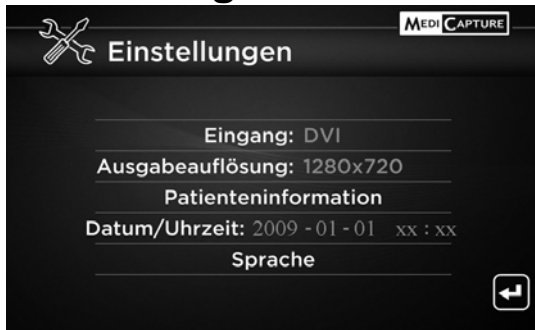 MEDI CAPTURE
Einstellungen
Eingang: DVI
Ausgabeauflösung: 1280x720
Patienteninformation
Datum/Uhrzeit: 2009 - 01 - 01 xx : xx
Sprache